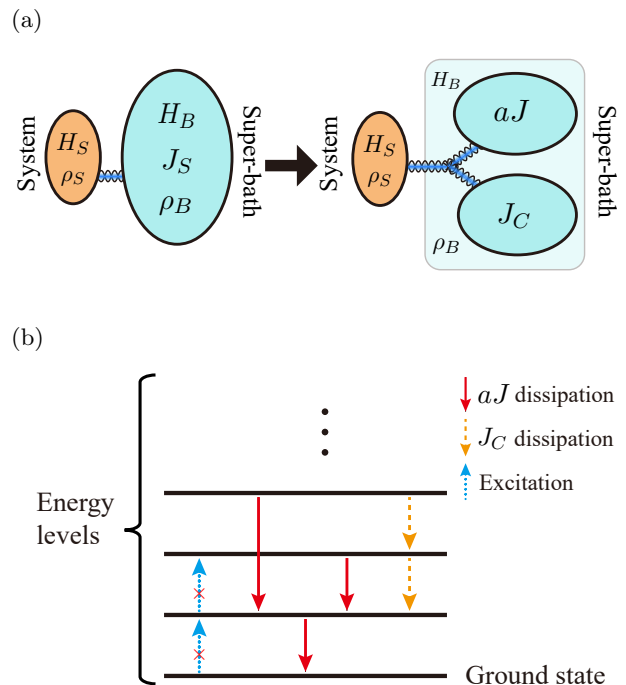 (a)
System
H_S
ρ_S
H_B
J_S
ρ_B
Super-bath
System
H_S
ρ_S
H_B
aJ
J_C
ρ_B
Super-bath
(b)
aJ dissipation
J_C dissipation
Excitation
Energy
levels
Ground state